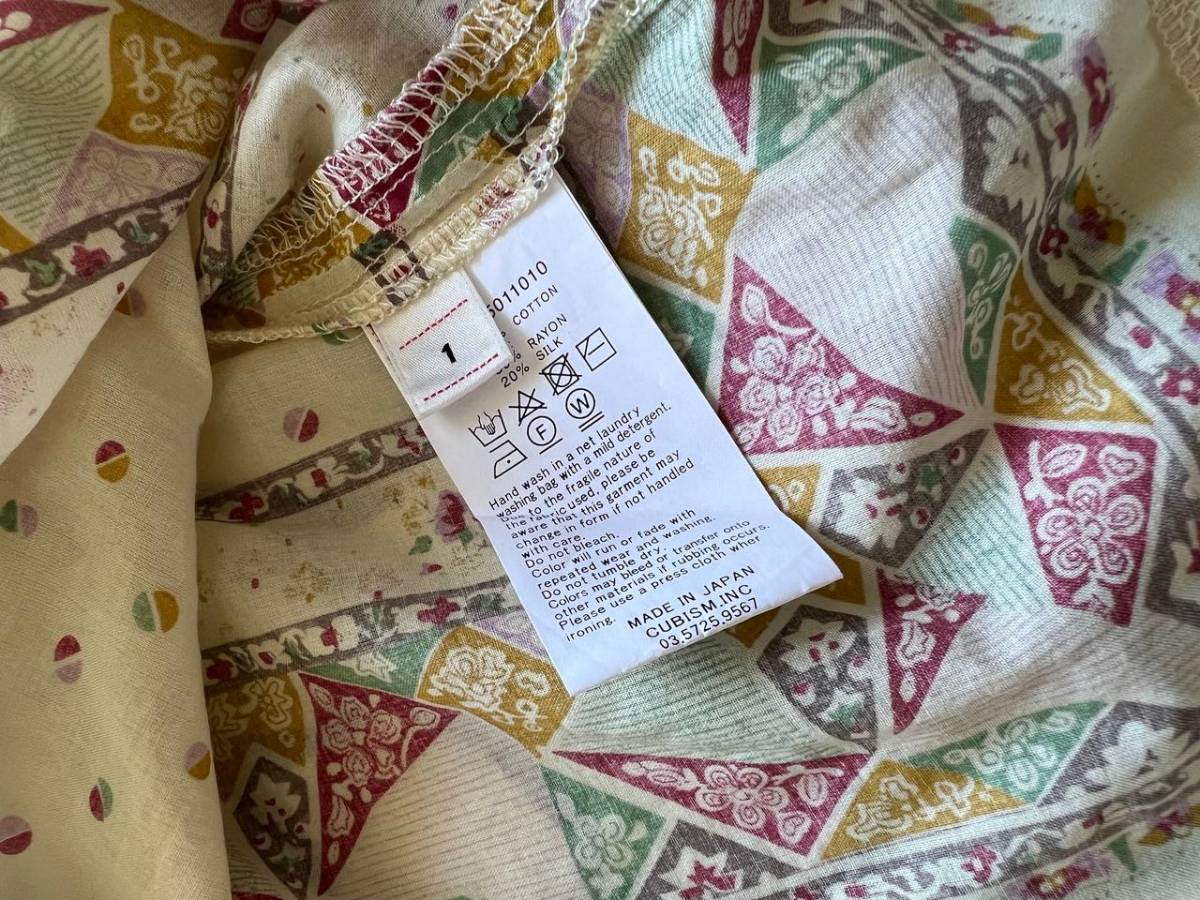 5011010
% COTTON
% RAYON
20% SILK
1
F
W
Hand wash in a net laundry
washing bag with a mild detergent.
Due to the fragile nature of
the fabric used, please be
aware that this garment may
change in form if not handled
with care.
Do not bleach.
Color will run or fade with
repeated wear and washing.
Do not tumble dry.
Colors may bleed or transfer onto
other materials if rubbing occurs.
Please use a press cloth wher
ironing.
MADE IN JAPAN
CUBISM.INC
03.5725.9567